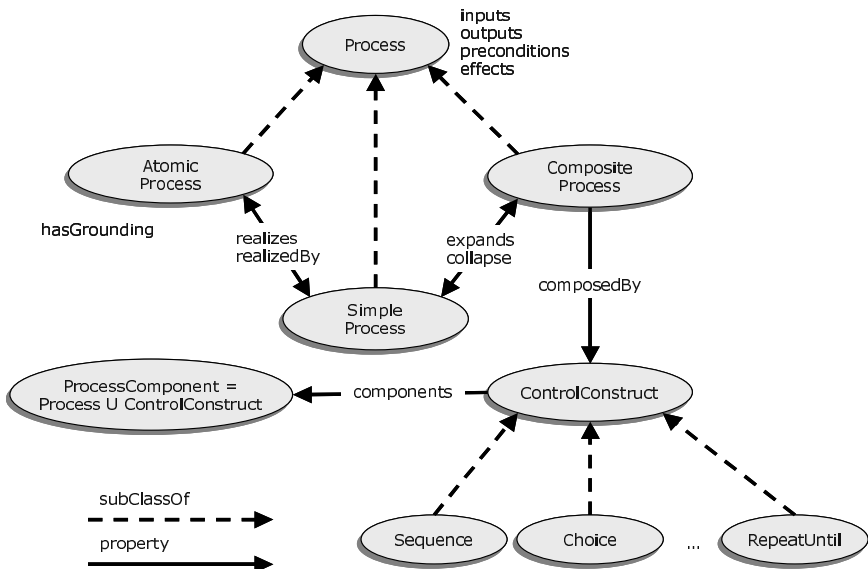 inputs
outputs
preconditions
effects
Process
Atomic
Process
Composite
Process
hasGrounding
realizes
realizedBy
expands
collapse
composedBy
Simple
Process
ProcessComponent =
Process U ControlConstruct
components
ControlConstruct
subClassOf
property
Sequence
Choice
...
RepeatUntil